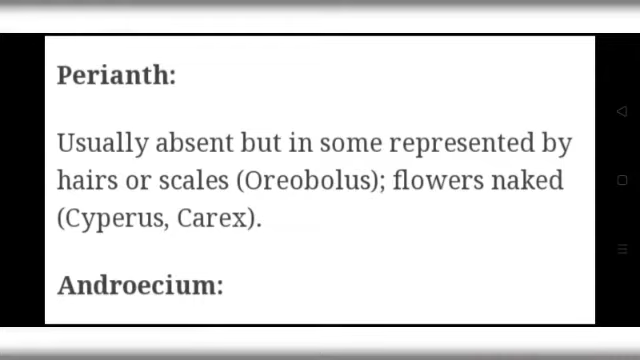 Perianth:
Usually absent but in some represented by
hairs or scales (Oreobolus); flowers naked
(Cyperus, Carex).
Androecium: